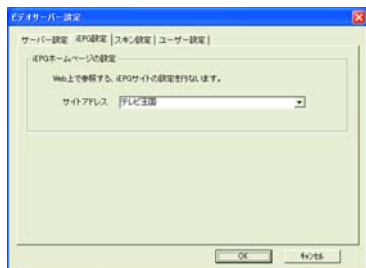 ビデオサーバー設定
サーバー設定 iEPG設定 スキン設定 ユーザー設定
iEPGホームページの設定
Web上で参照する、iEPGサイトの設定を行ないます。
サイトアドレス テレビ王国
OK キャンセル